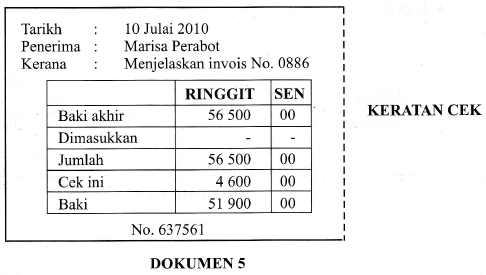 Tarikh : 10 Julai 2010
Penerima : Marisa Perabot
Kerana : Menjelaskan invois No. 0886
RINGGIT SEN
Baki akhir 56 500 00
Dimasukkan - -
Jumlah 56 500 00
Cek ini 4 600 00
Baki 51 900 00
No. 637561
KERATAN CEK
DOKUMEN 5